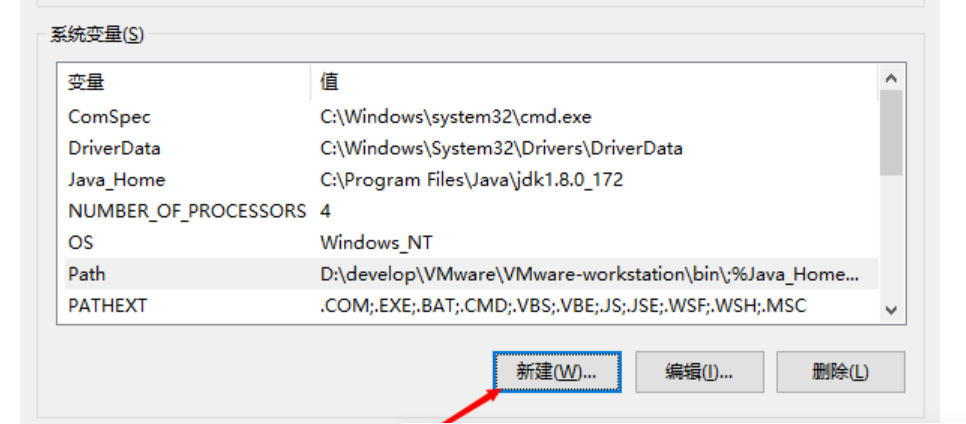 系统变量(S)
变量 值
ComSpec C:\Windows\system32\cmd.exe
DriverData C:\Windows\System32\Drivers\DriverData
Java_Home C:\Program Files\Java\jdk1.8.0_172
NUMBER_OF_PROCESSORS 4
OS Windows_NT
Path D:\develop\VMware\VMware-workstation\bin\;%Java_Home...
PATHEXT .COM;.EXE;.BAT;.CMD;.VBS;.VBE;.JS;.JSE;.WSF;.WSH;.MSC
新建(W)... 编辑(I)... 删除(L)